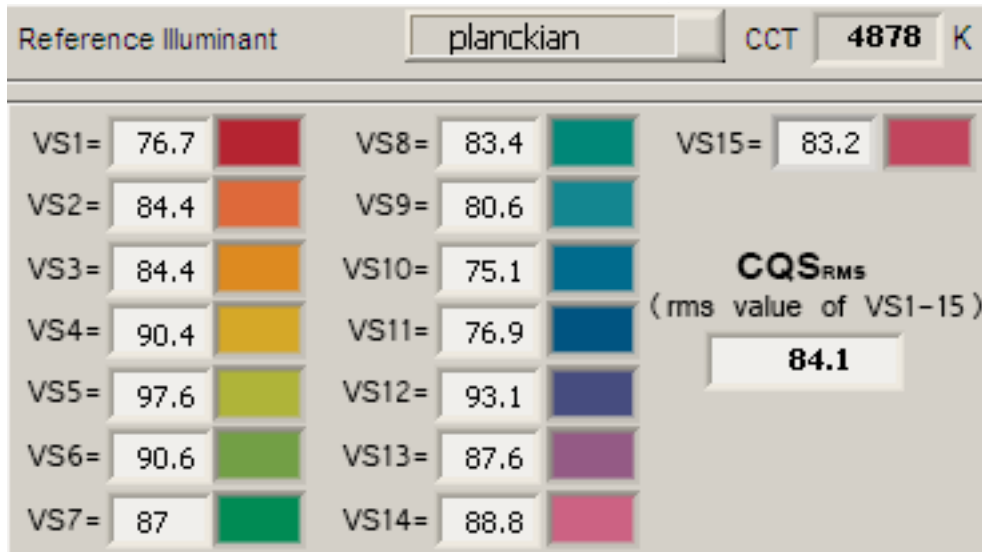 Reference Illuminant planckian CCT 4878 K
VS1= 76.7 VS8= 83.4 VS15= 83.2
VS2= 84.4 VS9= 80.6
VS3= 84.4 VS10= 75.1 CQSRMS
VS4= 90.4 VS11= 76.9 (rms value of VS1-15)
84.1
VS5= 97.6 VS12= 93.1
VS6= 90.6 VS13= 87.6
VS7= 87 VS14= 88.8